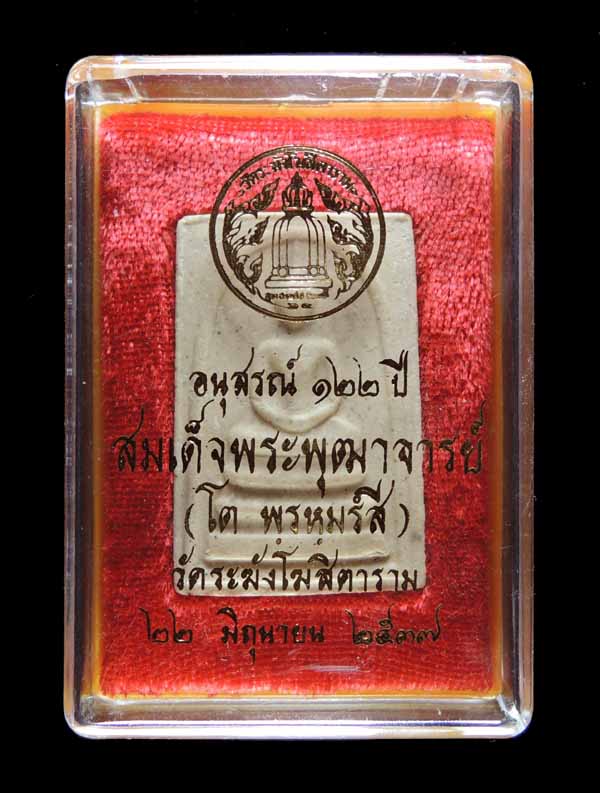 อนุสรณ์ ๑๒๒ ปี
สมเด็จพระพุฒาจารย์
(โต พรหมรํสี)
วัดระฆังโฆสิตาราม
๒๒ มิถุนายน ๒๕๓๗